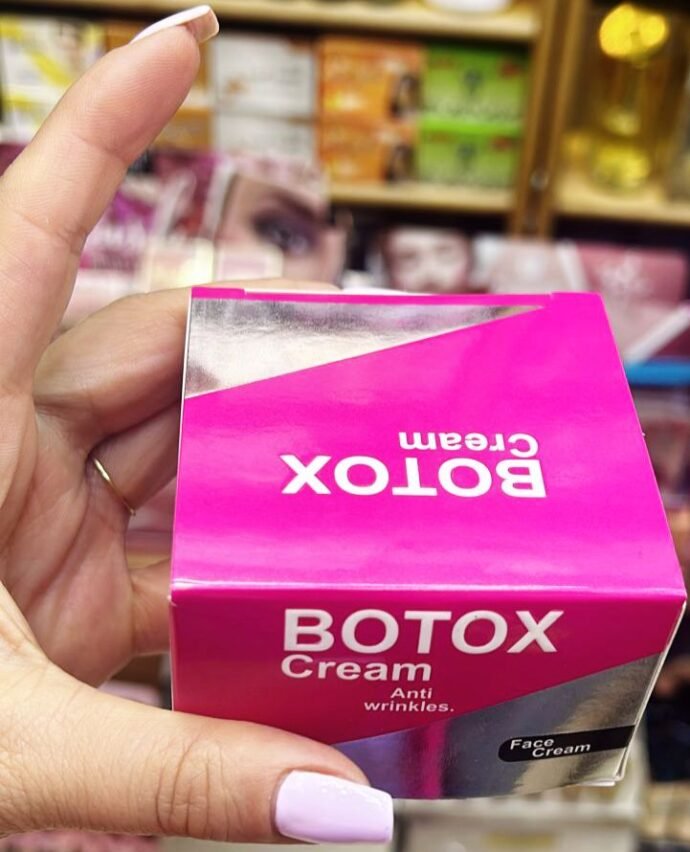 Cream
BOTOX
BOTOX
Cream
Anti
wrinkles.
Face
Cream